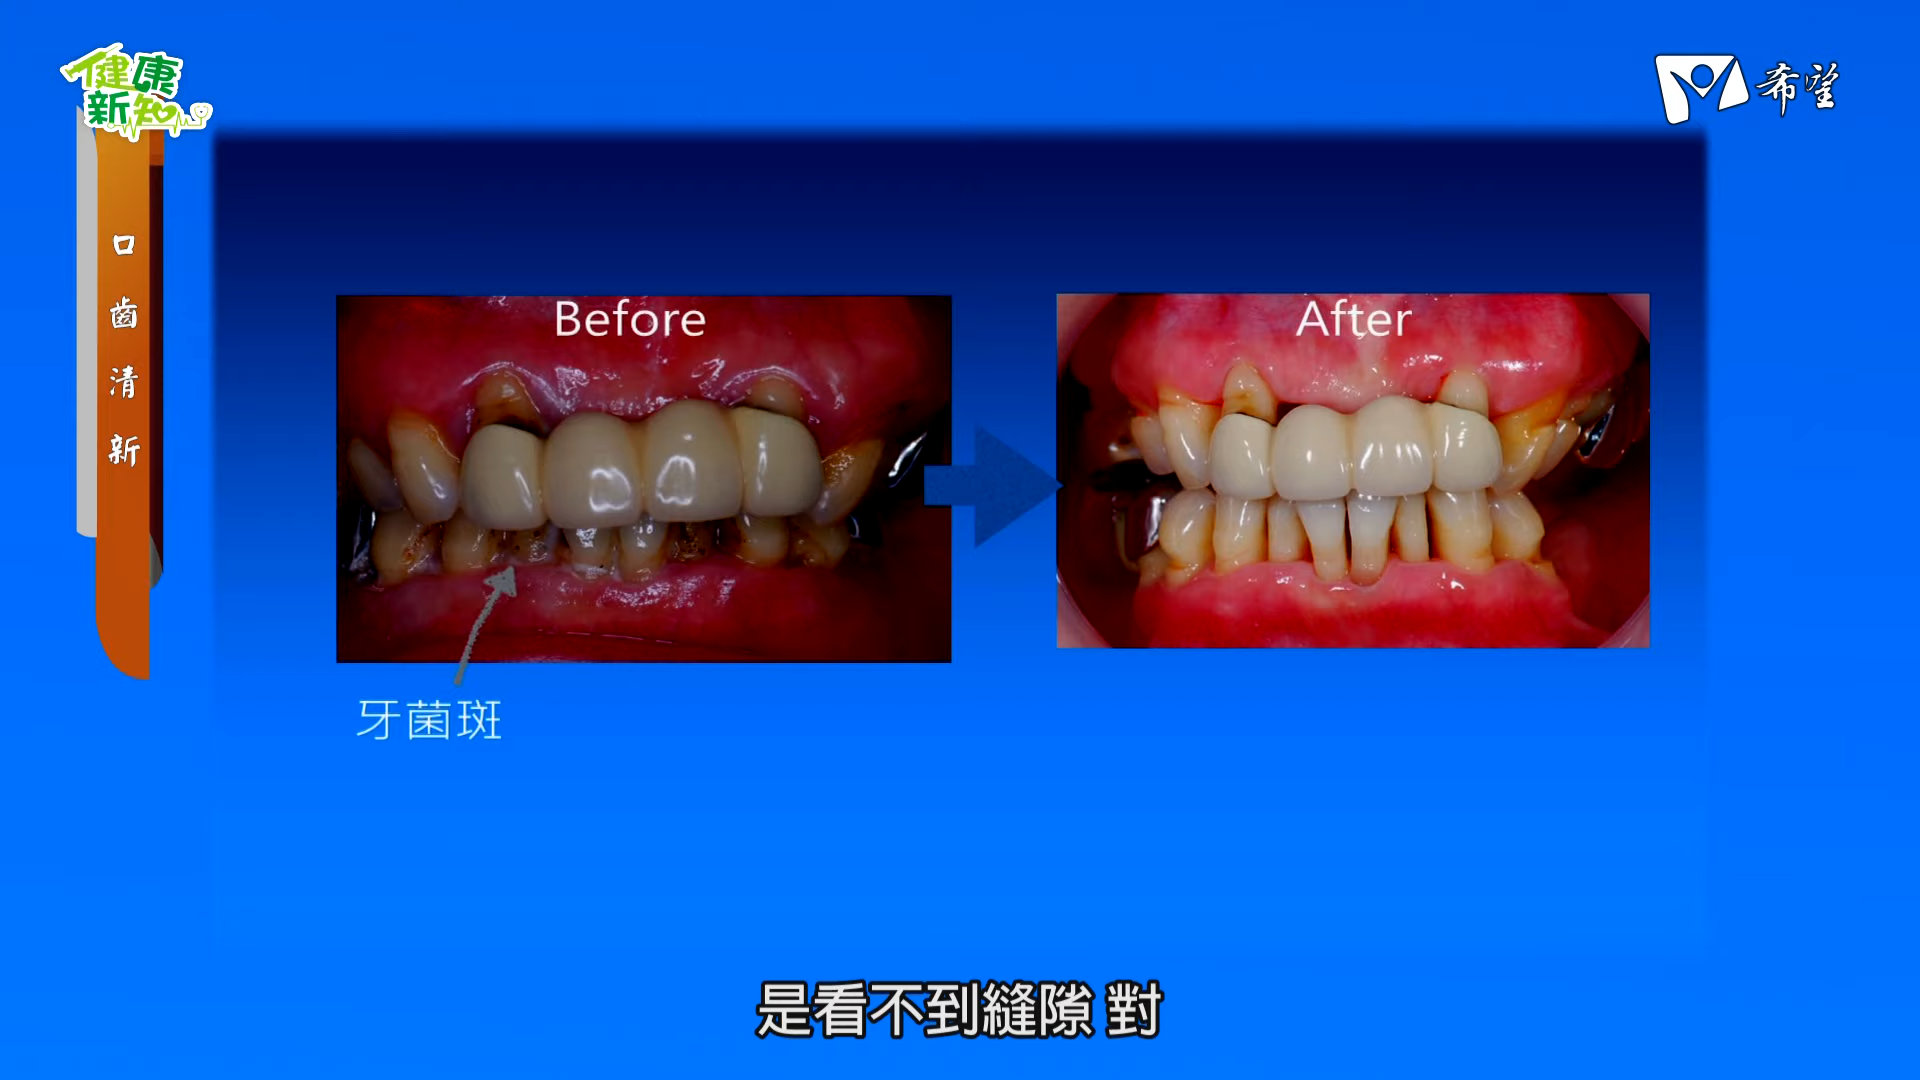 健康
新知
希望
口齒清新
Before
After
牙菌斑
是看不到縫隙 對